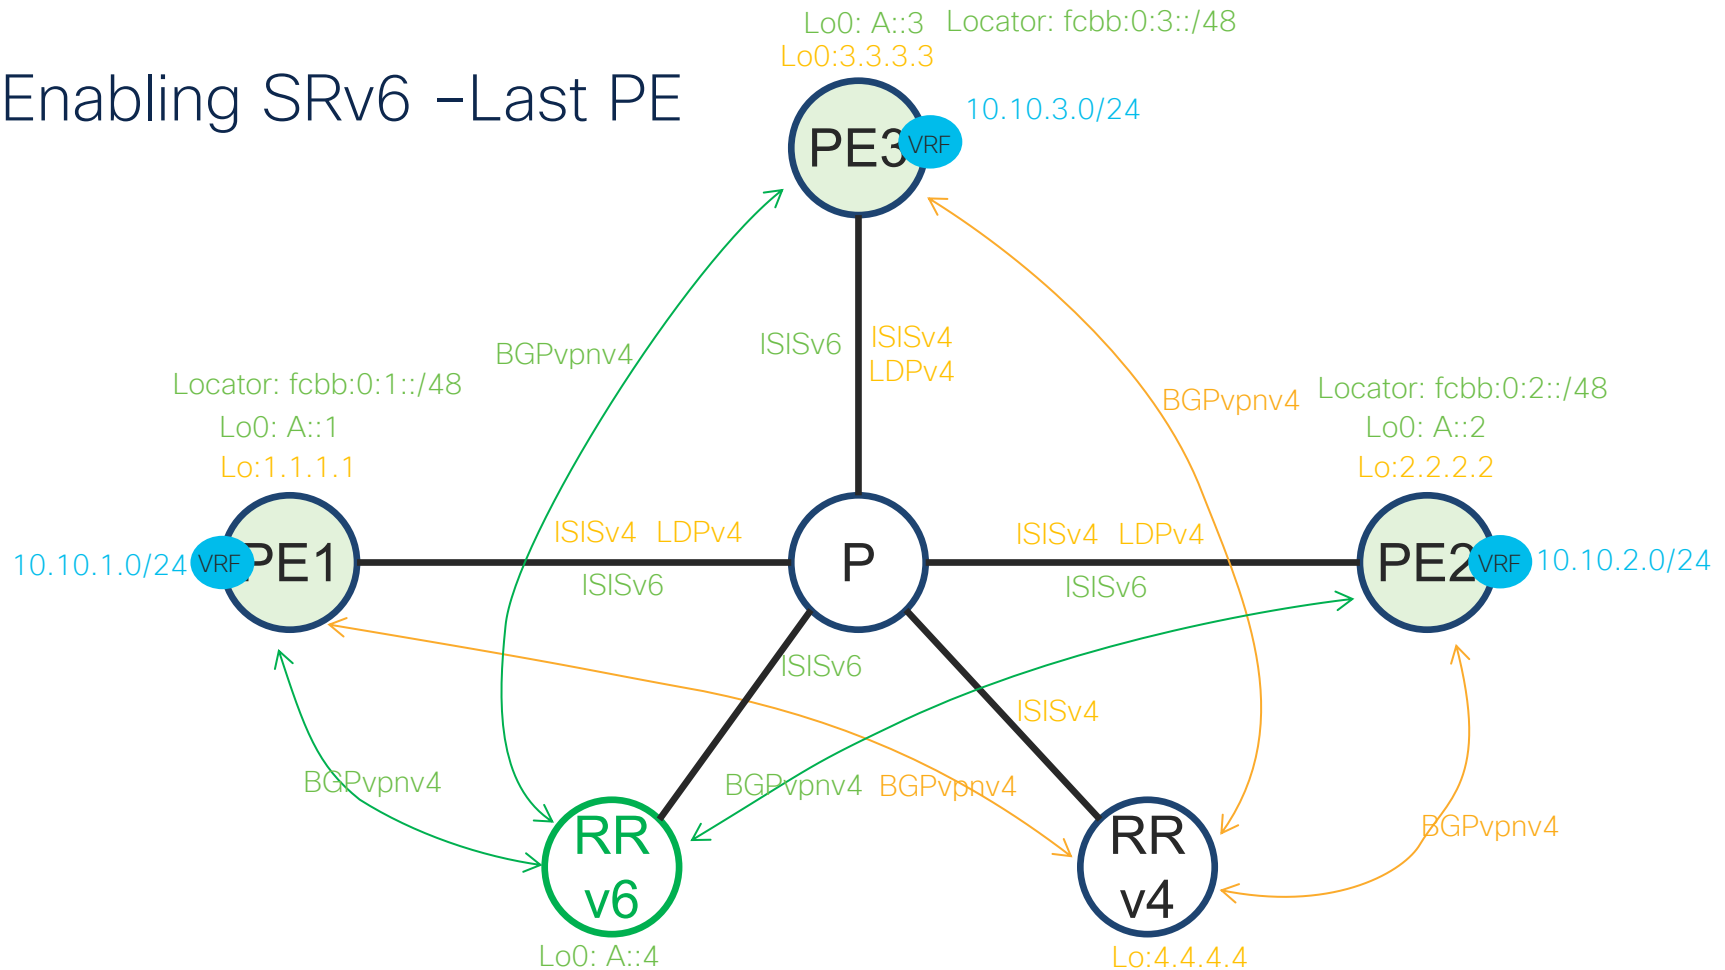 Lo0: A::3 Locator: fcbb:0:3::/48
Lo0:3.3.3.3
Enabling SRv6 –Last PE
10.10.3.0/24
PE3
VRF
ISISv6
ISISv4
LDPv4
BGPvpnv4
BGPvpnv4
Locator: fcbb:0:1::/48
Lo0: A::1
Lo:1.1.1.1
Locator: fcbb:0:2::/48
Lo0: A::2
Lo:2.2.2.2
10.10.1.0/24
VRF
PE1
ISISv4 LDPv4
ISISv6
P
ISISv4 LDPv4
ISISv6
PE2
VRF
10.10.2.0/24
ISISv6
ISISv4
BGPvpnv4
BGPvpnv4
BGPvpnv4
BGPvpnv4
RR
v6
Lo0: A::4
RR
v4
Lo:4.4.4.4